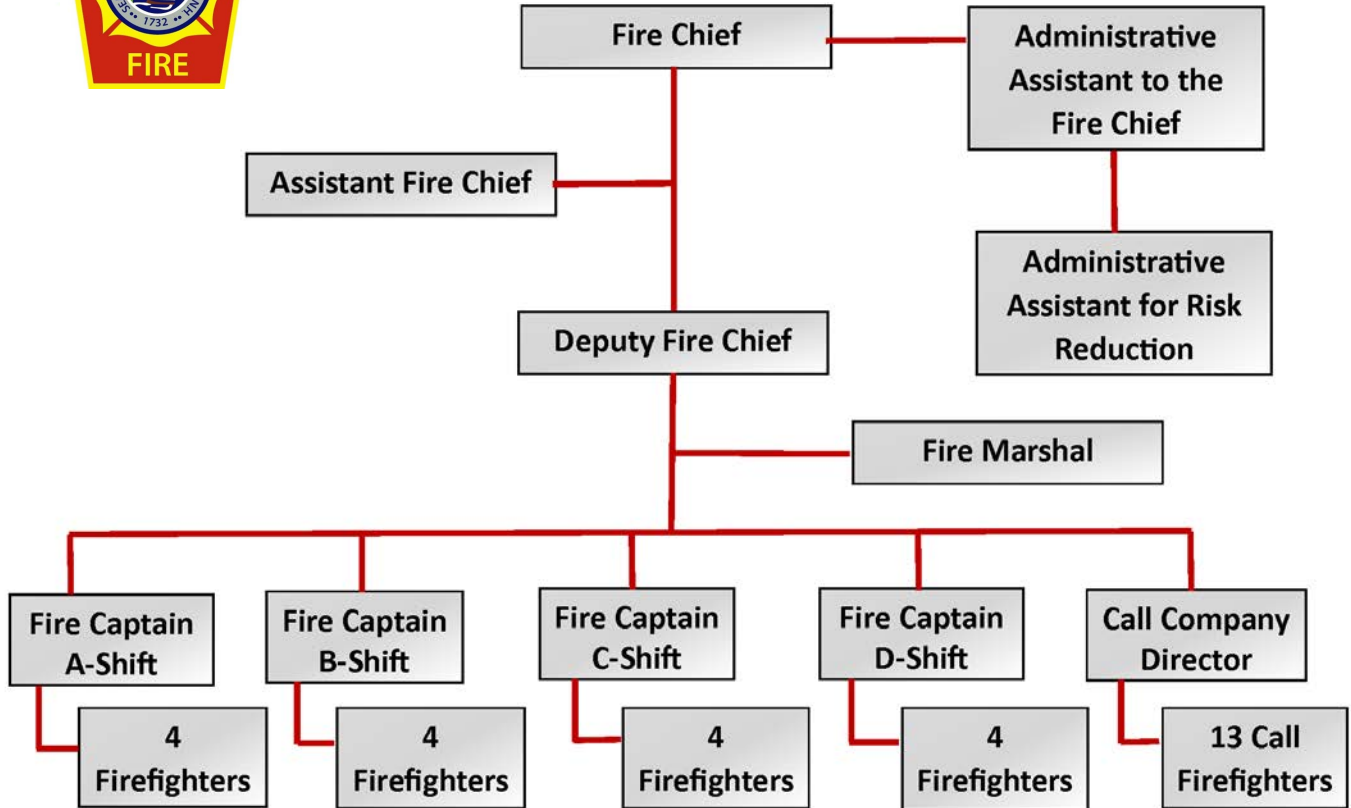 1732
FIRE
Fire Chief
Administrative
Assistant to the
Fire Chief
Assistant Fire Chief
Administrative
Assistant for Risk
Reduction
Deputy Fire Chief
Fire Marshal
Fire Captain
A-Shift
Fire Captain
B-Shift
Fire Captain
C-Shift
Fire Captain
D-Shift
Call Company
Director
4
Firefighters
4
Firefighters
4
Firefighters
4
Firefighters
13 Call
Firefighters